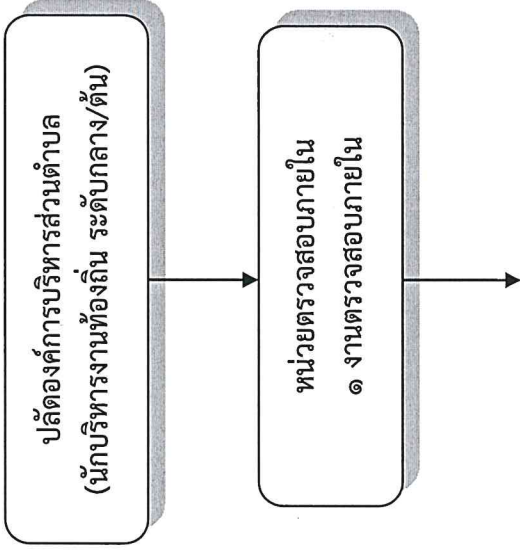 ปลัดองค์การบริหารส่วนตำบล
(นักบริหารงานท้องถิ่น ระดับกลาง/ต้น)
หน่วยตรวจสอบภายใน
๑ งานตรวจสอบภายใน